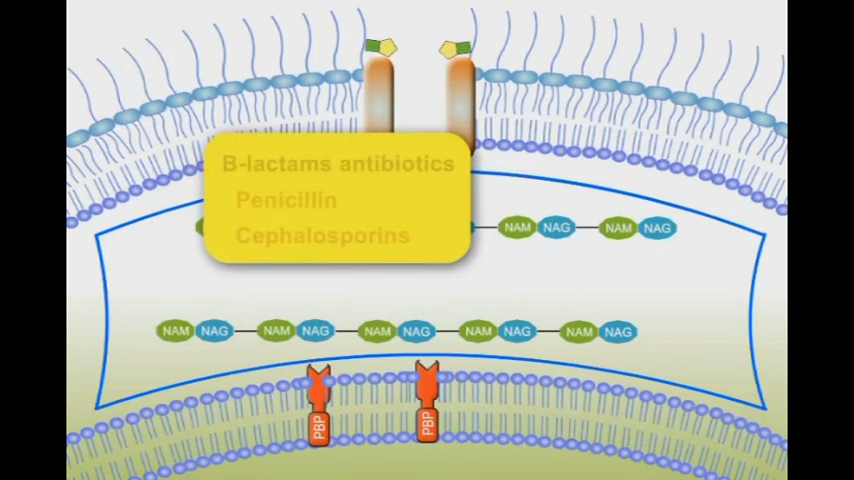 B-lactams antibiotics
Penicillin
Cephalosporins
NAM NAG NAM NAG
NAM NAG NAM NAG NAM NAG NAM NAG NAM NAG
PBP PBP